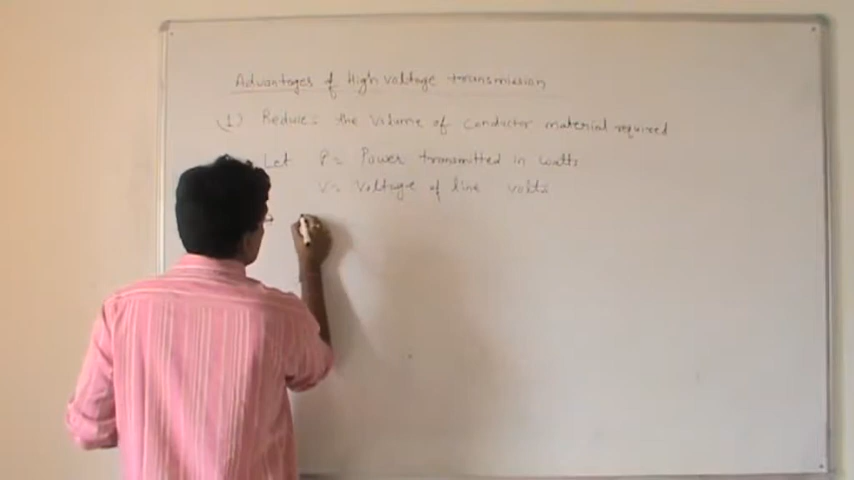 Advantages of High voltage transmission
1) Reduces the volume of conductor material required
Let P = Power transmitted in watts
V = Voltage of line volts